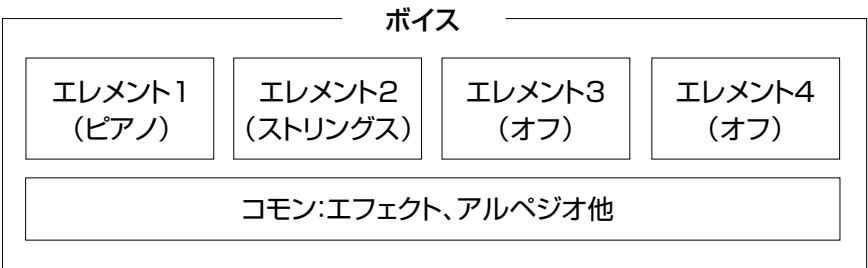 ボイス
エレメント1
（ピアノ）
エレメント2
（ストリングス）
エレメント3
（オフ）
エレメント4
（オフ）
コモン：エフェクト、アルペジオ他